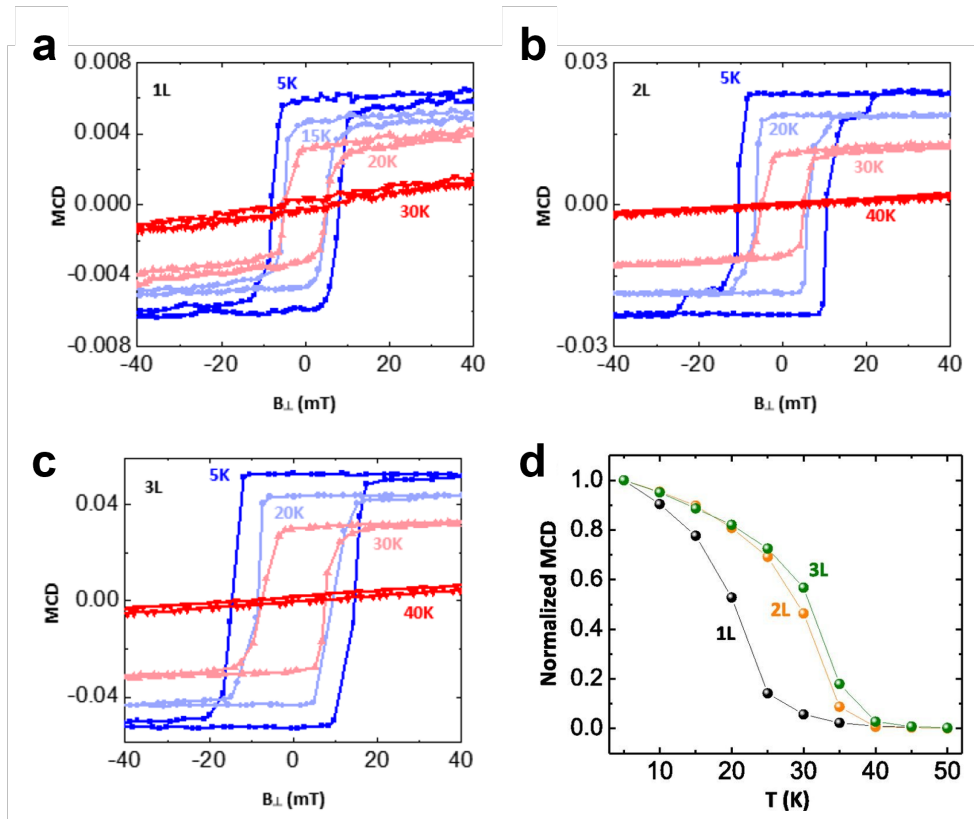 a
0.008
0.004
0.000
-0.004
-0.008
MCD
1L
5K
15K
20K
30K
-40
-20
0
20
40
B⊥ (mT)
b
0.03
0.00
-0.03
MCD
2L
5K
20K
30K
40K
-40
-20
0
20
40
B⊥ (mT)
c
0.04
0.00
-0.04
MCD
3L
5K
20K
30K
40K
-40
-20
0
20
40
B⊥ (mT)
d
1.0
0.8
0.6
0.4
0.2
0.0
Normalized MCD
1L
2L
3L
10
20
30
40
50
T (K)